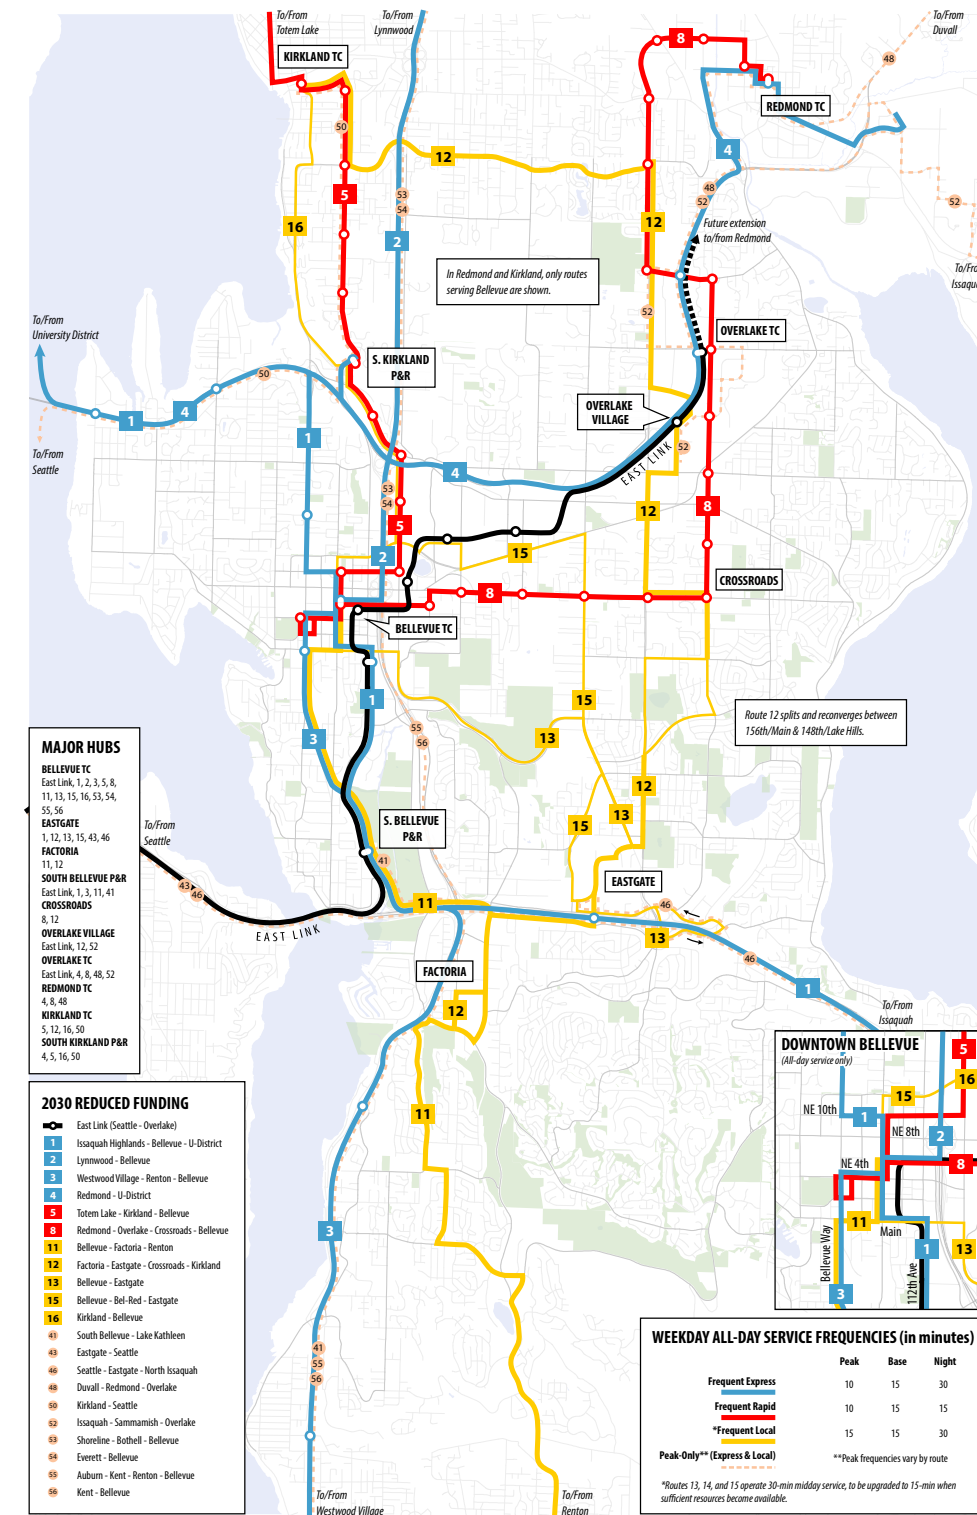 To/From
Totem Lake
To/From
Lynnwood
To/From
Duvall
KIRKLAND TC
8
48
REDMOND TC
50
12
4
53
54
5
16
2
48
52
52
12
Future extension
to/from Redmond
In Redmond and Kirkland, only routes
serving Bellevue are shown.
To/Fro
Issaqu
52
To/From
University District
OVERLAKE TC
S. KIRKLAND
P&R
50
OVERLAKE
VILLAGE
1
4
1
52
To/From
Seattle
4
EAST LINK
53
54
12
8
5
2
15
CROSSROADS
8
BELLEVUE TC
1
15
Route 12 splits and reconverges between
156th/Main & 148th/Lake Hills.
3
55
56
13
12
MAJOR HUBS
BELLEVUE TC
East Link, 1, 2, 3, 5, 8,
11, 13, 15, 16, 53, 54,
55, 56
EASTGATE
1, 12, 13, 15, 43, 46
FACTORIA
11, 12
SOUTH BELLEVUE P&R
East Link, 1, 3, 11, 41
CROSSROADS
8, 12
OVERLAKE VILLAGE
East Link, 12, 52
OVERLAKE TC
East Link, 4, 8, 48, 52
REDMOND TC
4, 8, 48
KIRKLAND TC
5, 12, 16, 50
SOUTH KIRKLAND P&R
4, 5, 16, 50
To/From
Seattle
S. BELLEVUE
P&R
15
13
41
43
46
EASTGATE
11
46
EAST LINK
13
46
FACTORIA
1
12
To/From
Issaquah
11
3
DOWNTOWN BELLEVUE
(All-day service only)
5
16
15
NE 10th
1
NE 8th
2
NE 4th
8
11
Main
Bellevue Way
1
13
112th Ave
3
2030 REDUCED FUNDING
East Link (Seattle - Overlake)
1 Issaquah Highlands - Bellevue - U-District
2 Lynnwood - Bellevue
3 Westwood Village - Renton - Bellevue
4 Redmond - U-District
5 Totem Lake - Kirkland - Bellevue
8 Redmond - Overlake - Crossroads - Bellevue
11 Bellevue - Factoria - Renton
12 Factoria - Eastgate - Crossroads - Kirkland
13 Bellevue - Eastgate
15 Bellevue - Bel-Red - Eastgate
16 Kirkland - Bellevue
41 South Bellevue - Lake Kathleen
43 Eastgate - Seattle
46 Seattle - Eastgate - North Issaquah
48 Duvall - Redmond - Overlake
50 Kirkland - Seattle
52 Issaquah - Sammamish - Overlake
53 Shoreline - Bothell - Bellevue
54 Everett - Bellevue
55 Auburn - Kent - Renton - Bellevue
56 Kent - Bellevue
41
55
56
To/From
Westwood Village
To/From
Renton
WEEKDAY ALL-DAY SERVICE FREQUENCIES (in minutes)
Peak Base Night
Frequent Express 10 15 30
Frequent Rapid 10 15 15
*Frequent Local 15 15 30
Peak-Only** (Express & Local) **Peak frequencies vary by route
*Routes 13, 14, and 15 operate 30-min midday service, to be upgraded to 15-min when
sufficient resources become available.